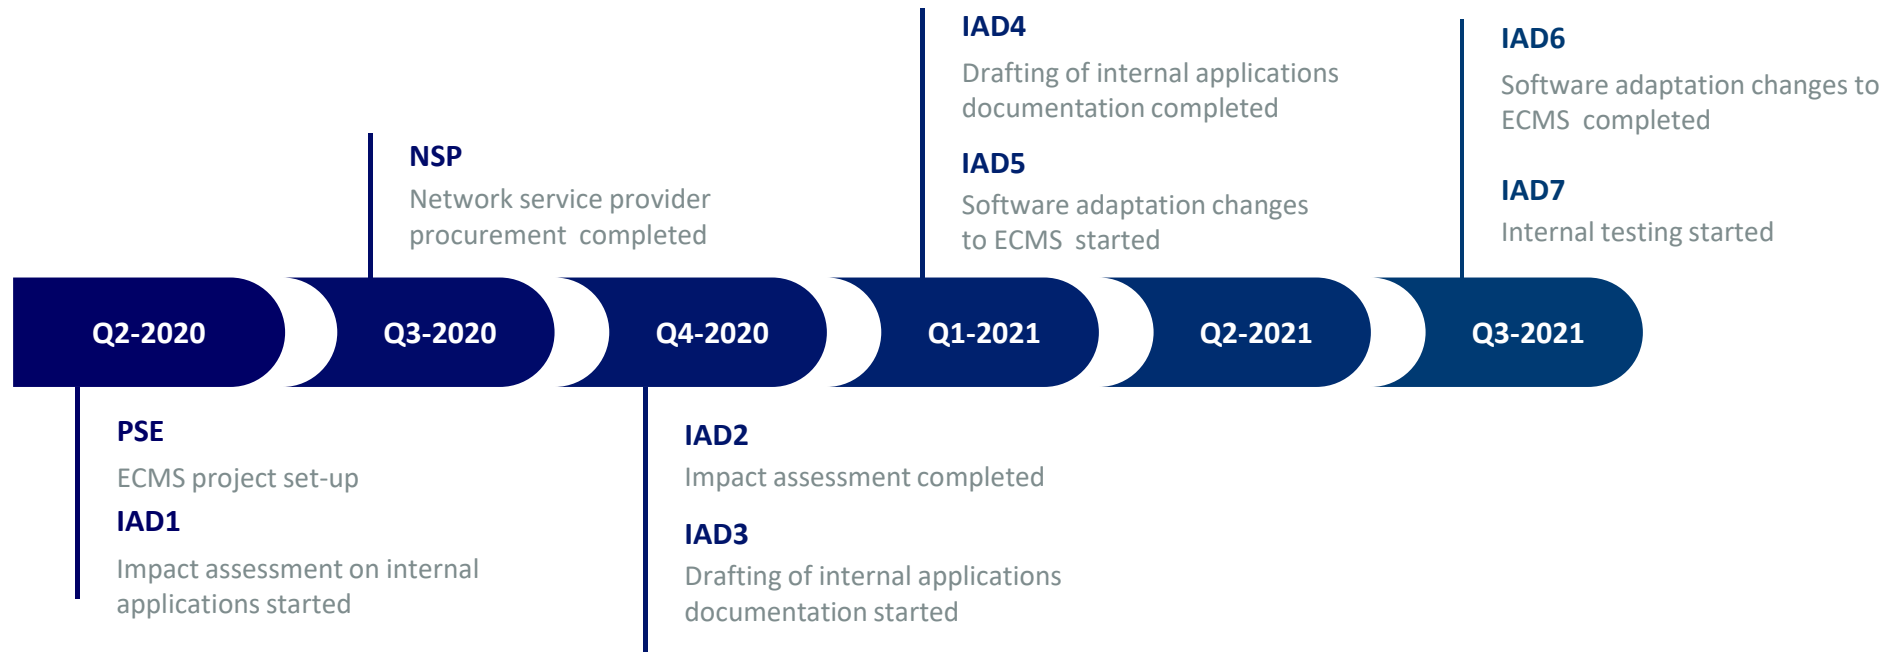 IAD4
Drafting of internal applications
documentation completed
IAD5
Software adaptation changes
to ECMS  started
IAD6
Software adaptation changes to
ECMS  completed
IAD7
Internal testing started
NSP
Network service provider
procurement  completed
Q2-2020
Q3-2020
Q4-2020
Q1-2021
Q2-2021
Q3-2021
PSE
ECMS project set-up
IAD1
Impact assessment on internal
applications started
IAD2
Impact assessment completed
IAD3
Drafting of internal applications
documentation started